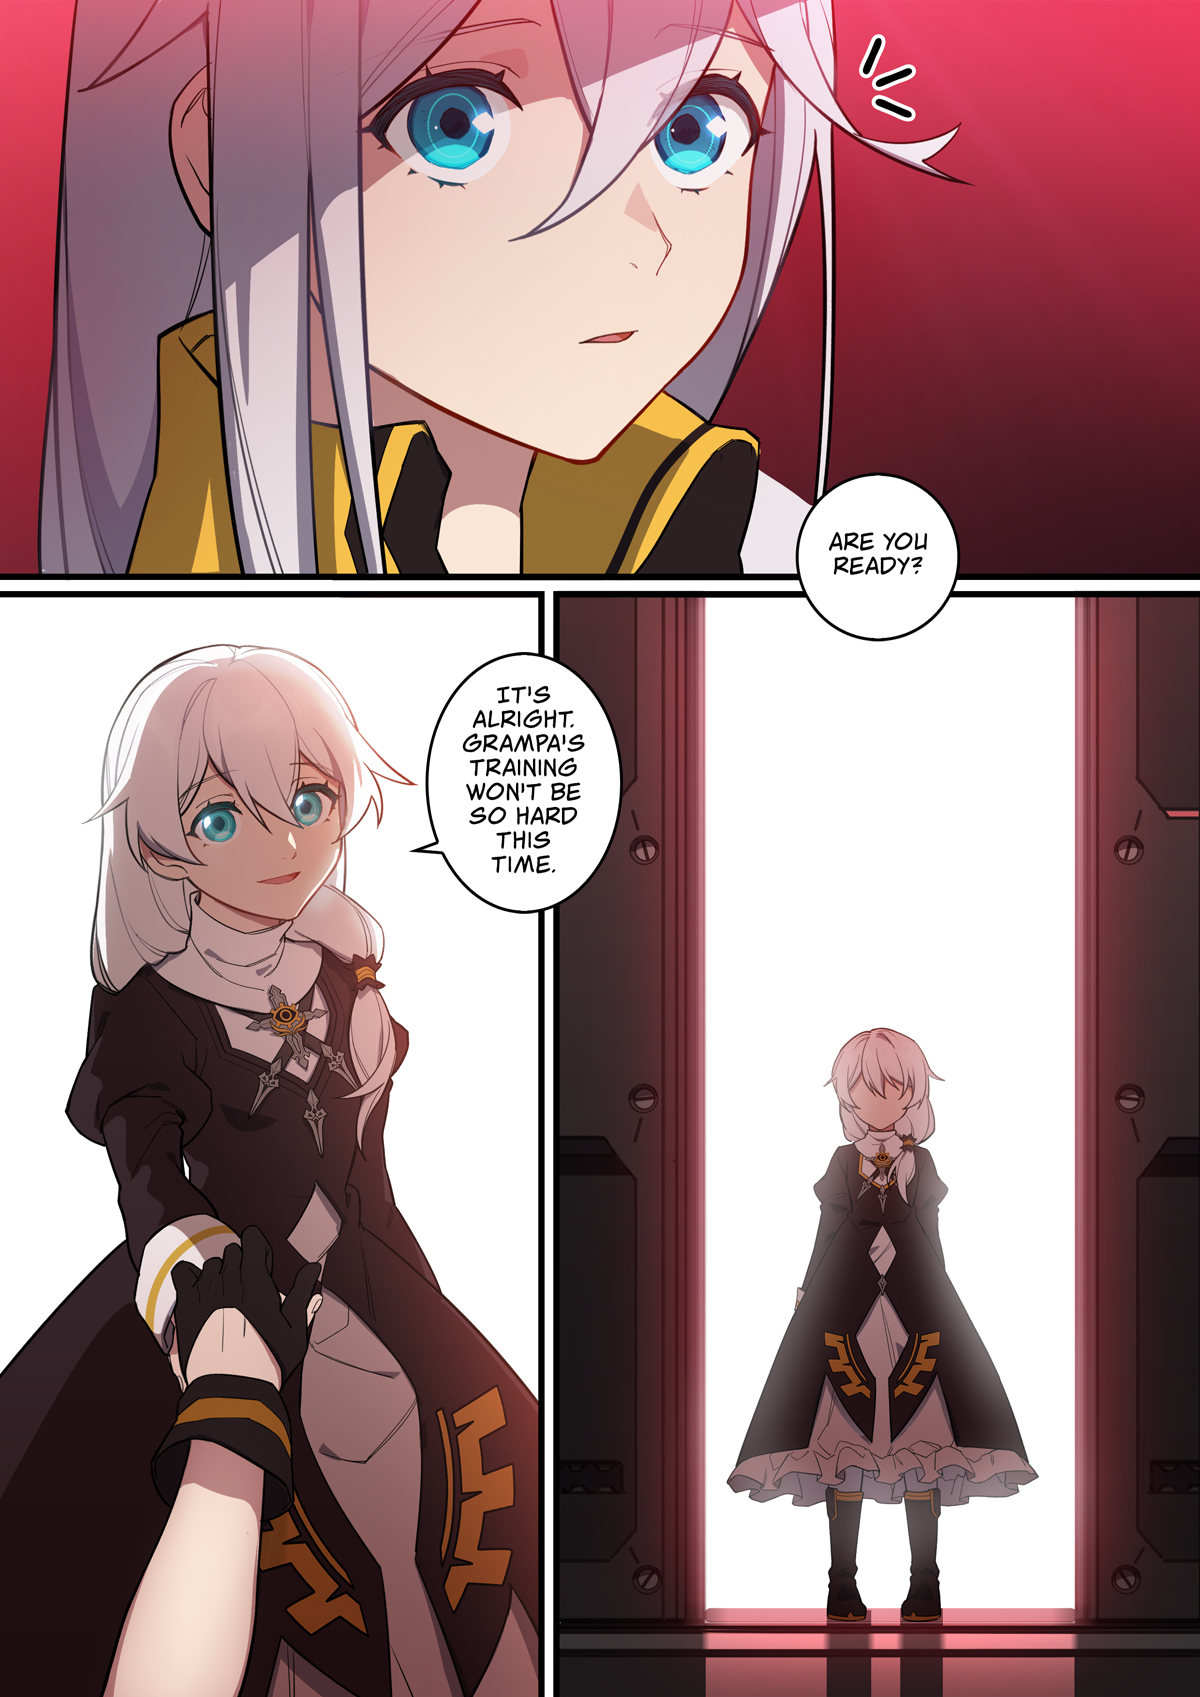 ARE YOU
READY?
IT'S
ALRIGHT.
GRAMPA'S
TRAINING
WON'T BE
SO HARD
THIS
TIME.